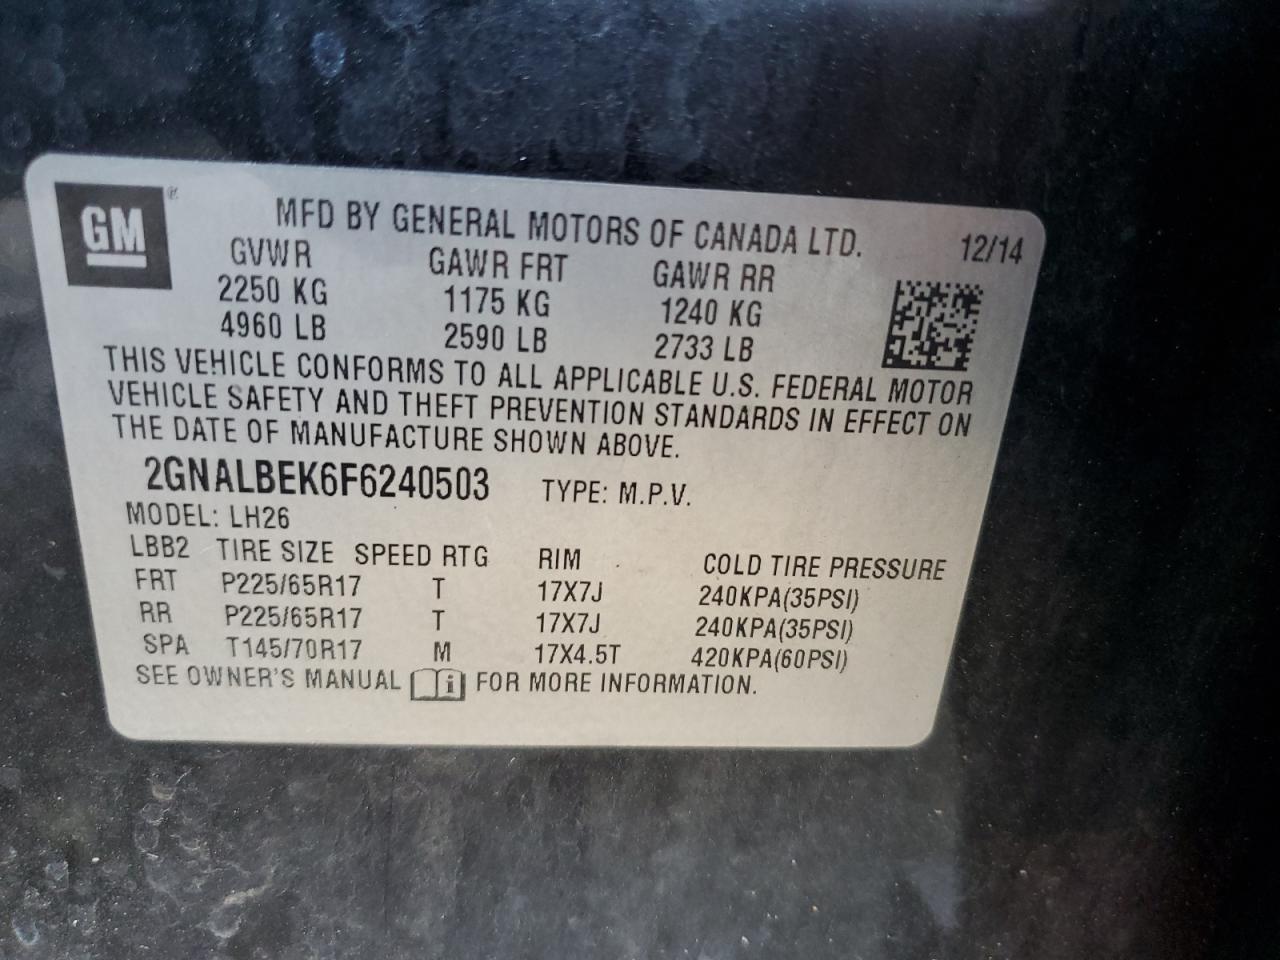 GM ®
MFD BY GENERAL MOTORS OF CANADA LTD.
12/14
GVWR GAWR FRT GAWR RR
2250 KG 1175 KG 1240 KG
4960 LB 2590 LB 2733 LB
THIS VEHICLE CONFORMS TO ALL APPLICABLE U.S. FEDERAL MOTOR
VEHICLE SAFETY AND THEFT PREVENTION STANDARDS IN EFFECT ON
THE DATE OF MANUFACTURE SHOWN ABOVE.
2GNALBEK6F6240503 TYPE: M.P.V.
MODEL: LH26
LBB2 TIRE SIZE SPEED RTG RIM COLD TIRE PRESSURE
FRT P225/65R17 T 17X7J 240KPA(35PSI)
RR P225/65R17 T 17X7J 240KPA(35PSI)
SPA T145/70R17 M 17X4.5T 420KPA(60PSI)
SEE OWNER'S MANUAL i FOR MORE INFORMATION.